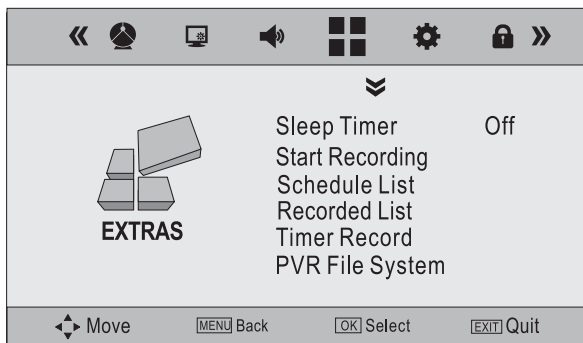 Sleep Timer Off
Start Recording
Schedule List
Recorded List
Timer Record
PVR File System
EXTRAS
Move MENU Back OK Select EXIT Quit